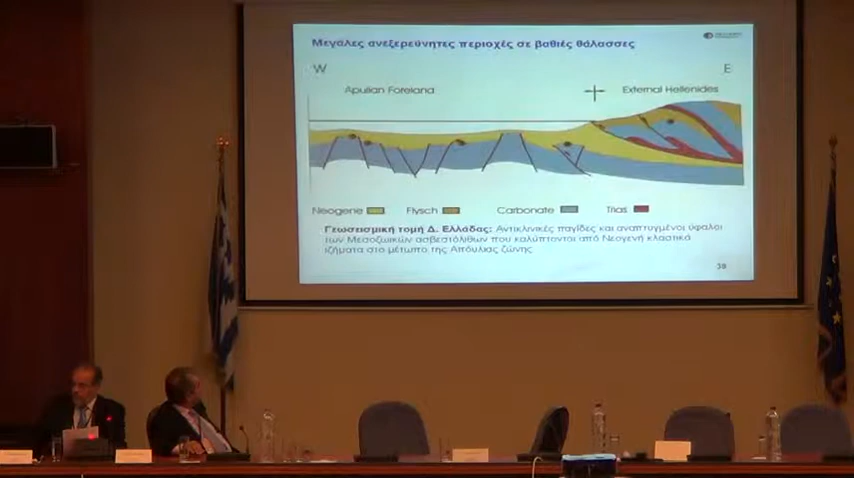 Μεγάλες ανεξερεύνητες περιοχές σε βαθιές θάλασσες
W E
Apulian Foreland External Hellenides
Neogene Flysch Carbonate Trias
Γεωσεισμική τομή Δ. Ελλάδας: Αντικλινικές παγίδες και αναπτυγμένοι ύφαλοι
των Μεσοζωικών ασβεστόλιθων που καλύπτονται από Νεογενή κλαστικά
ιζήματα στο μέτωπο της Απούλιας ζώνης
38